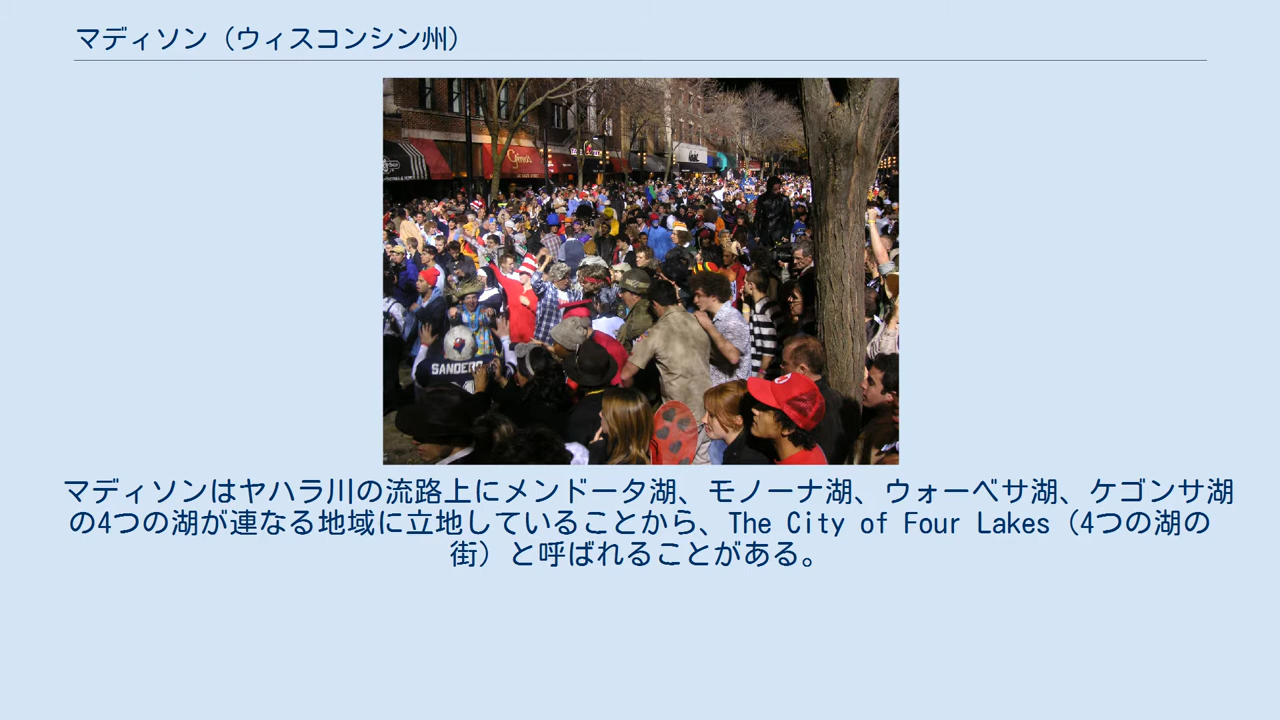 マディソン（ウィスコンシン州）
SANDERS
マディソンはヤハラ川の流路上にメンドータ湖、モノーナ湖、ウォーベサ湖、ケゴンサ湖
の4つの湖が連なる地域に立地していることから、The City of Four Lakes（4つの湖の
街）と呼ばれることがある。